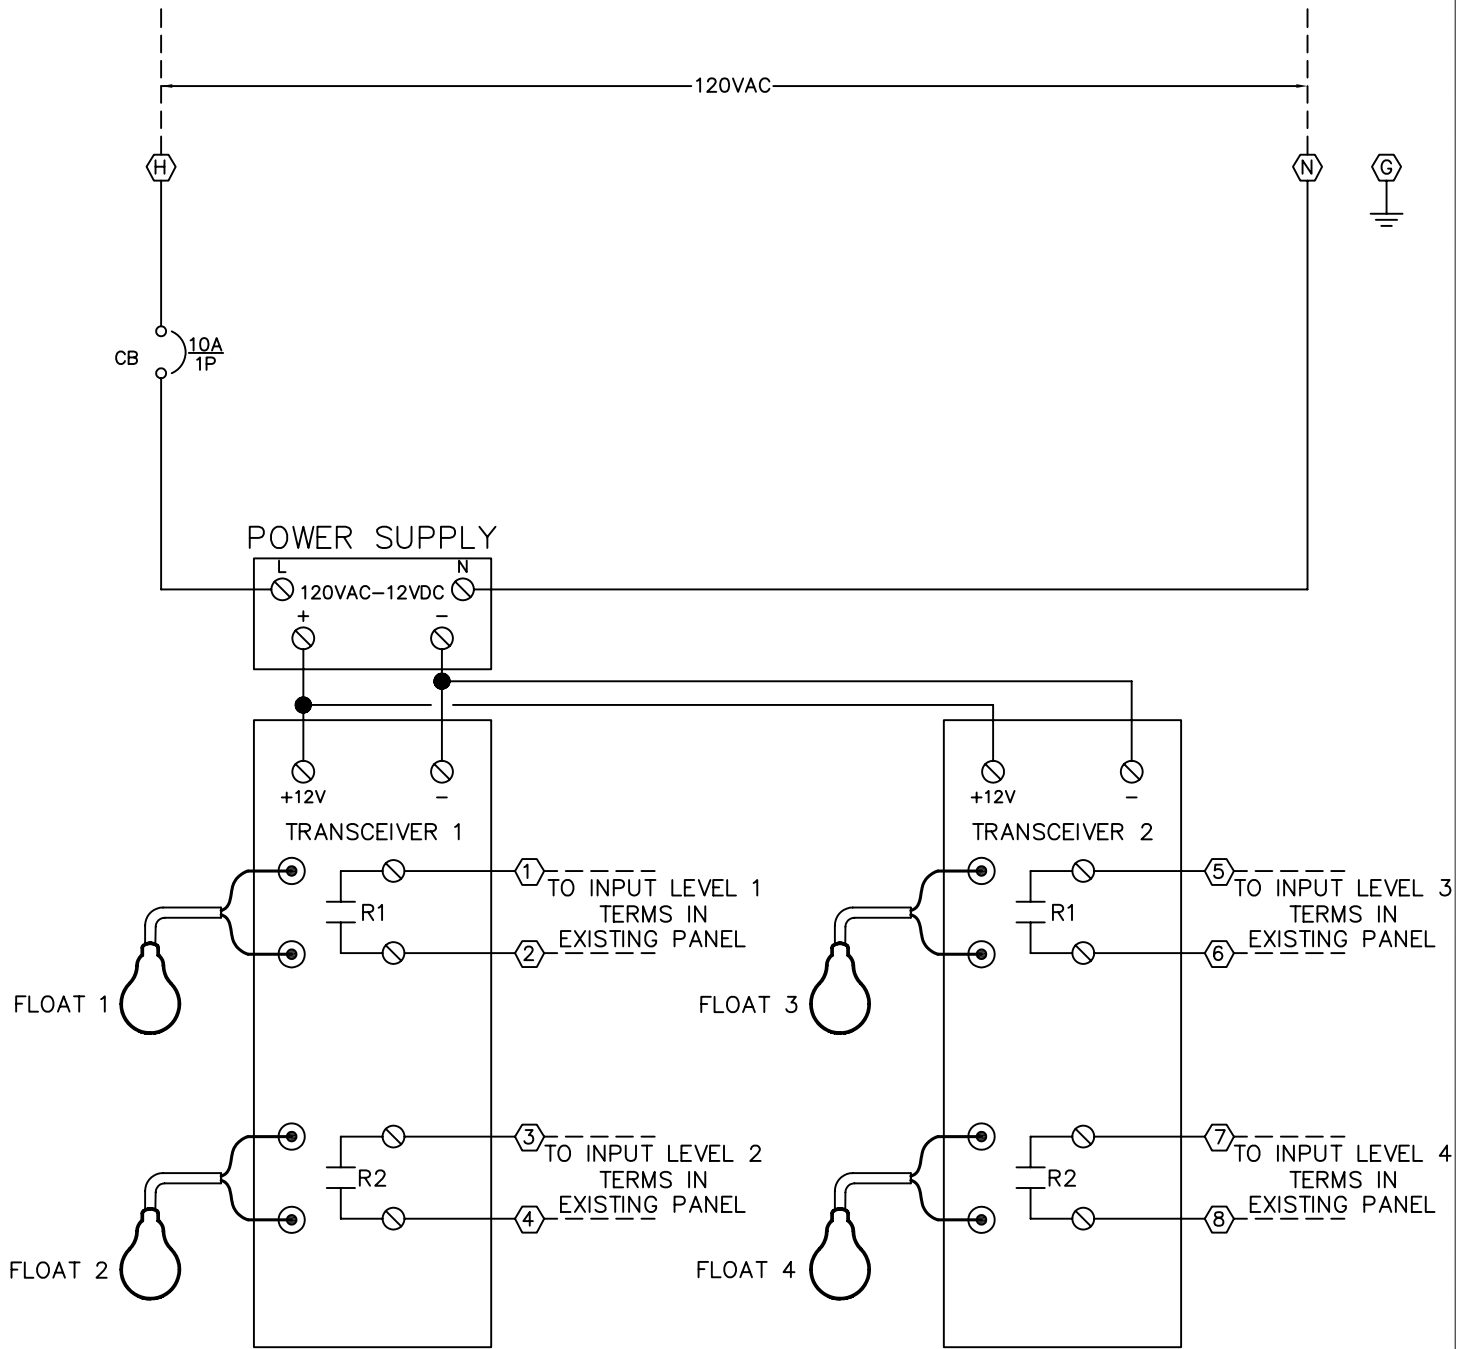 120VAC
H
N
G
CB
10A
1P
POWER SUPPLY
L
N
120VAC-12VDC
+
-
+12V
-
TRANSCEIVER 1
+12V
-
TRANSCEIVER 2
FLOAT 1
R1
1
TO INPUT LEVEL 1
TERMS IN
EXISTING PANEL
2
FLOAT 3
R1
5
TO INPUT LEVEL 3
TERMS IN
EXISTING PANEL
6
FLOAT 2
R2
3
TO INPUT LEVEL 2
TERMS IN
EXISTING PANEL
4
FLOAT 4
R2
7
TO INPUT LEVEL 4
TERMS IN
EXISTING PANEL
8